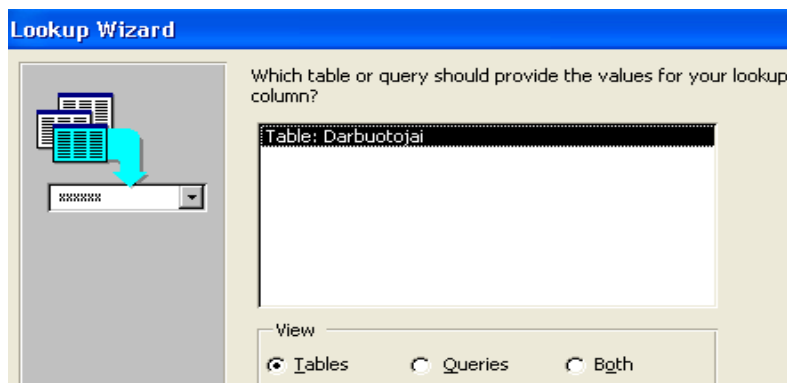 Lookup Wizard
Which table or query should provide the values for your lookup
column?
Table: Darbuotojai
xxxxxx
View
Tables
Queries
Both